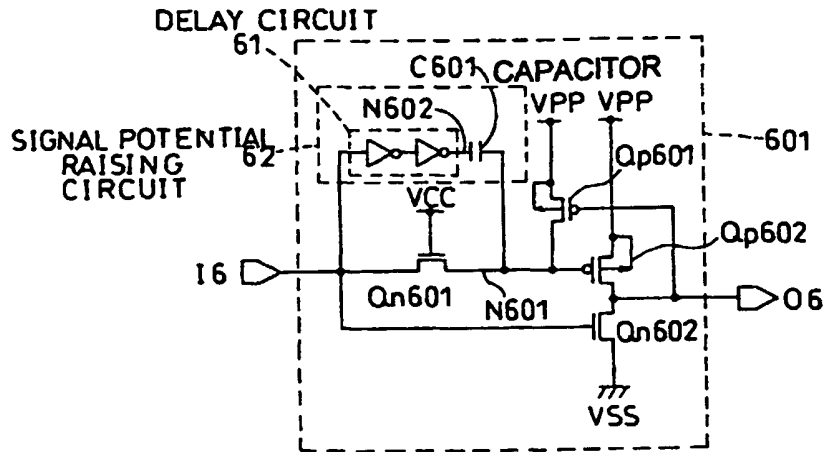 DELAY CIRCUIT
61
C601 CAPACITOR
N602
VPP VPP
SIGNAL POTENTIAL
RAISING
CIRCUIT
62
601
Qp601
VCC
Qp602
I6
Qn601
N601
O6
Qn602
VSS